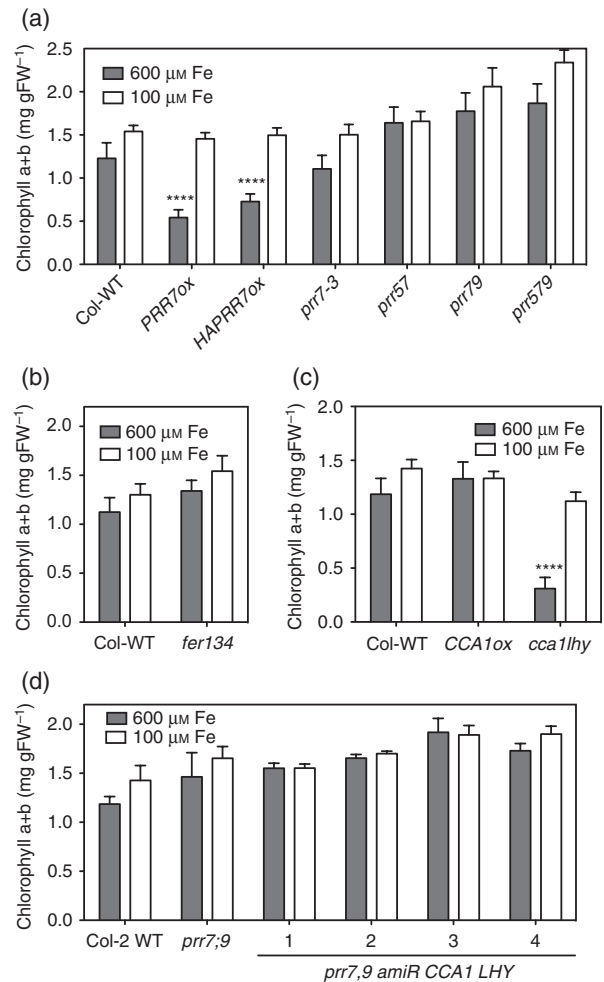 (a)
Chlorophyll a+b (mg gFW⁻¹)
2.5
2.0
1.5
1.0
0.5
0.0
600 μM Fe
100 μM Fe
****
****
Col-WT
PRR7ox
HAPRR7ox
prr7-3
prr57
prr79
prr579
(b)
Chlorophyll a+b (mg gFW⁻¹)
2.0
1.5
1.0
0.5
0.0
600 μM Fe
100 μM Fe
Col-WT
fer134
(c)
Chlorophyll a+b (mg gFW⁻¹)
2.0
1.5
1.0
0.5
0.0
600 μM Fe
100 μM Fe
****
Col-WT
CCA1ox
cca1lhy
(d)
Chlorophyll a+b (mg gFW⁻¹)
2.5
2.0
1.5
1.0
0.5
0.0
600 μM Fe
100 μM Fe
Col-2 WT
prr7;9
1
2
3
4
prr7,9 amiR CCA1 LHY